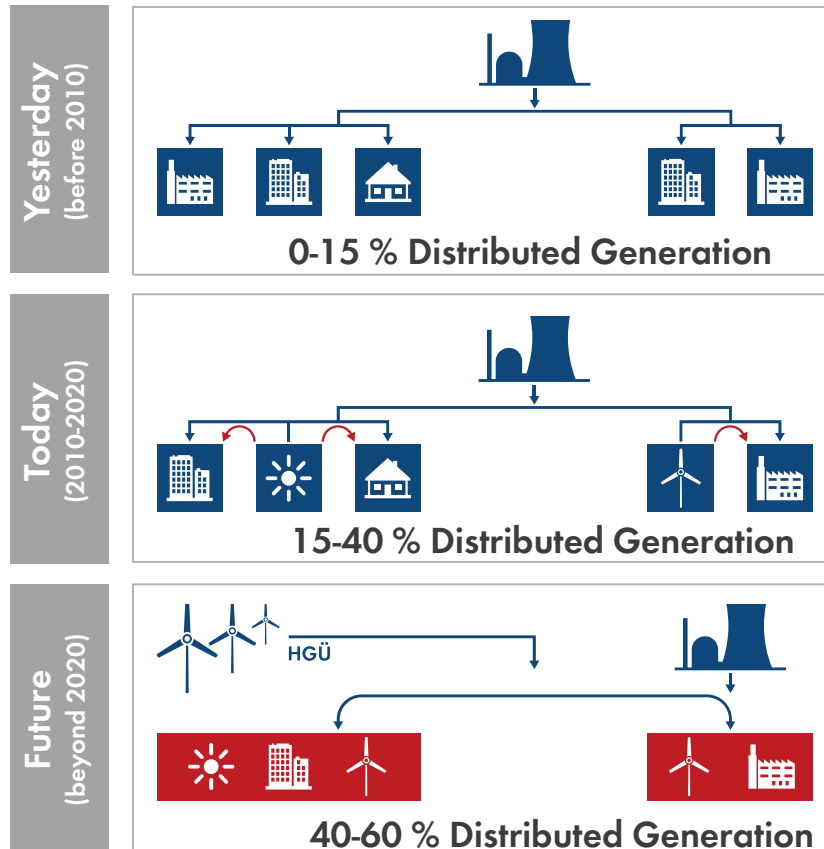 Yesterday
(before 2010)
0-15 % Distributed Generation
Today
(2010-2020)
15-40 % Distributed Generation
Future
(beyond 2020)
HGÜ
40-60 % Distributed Generation